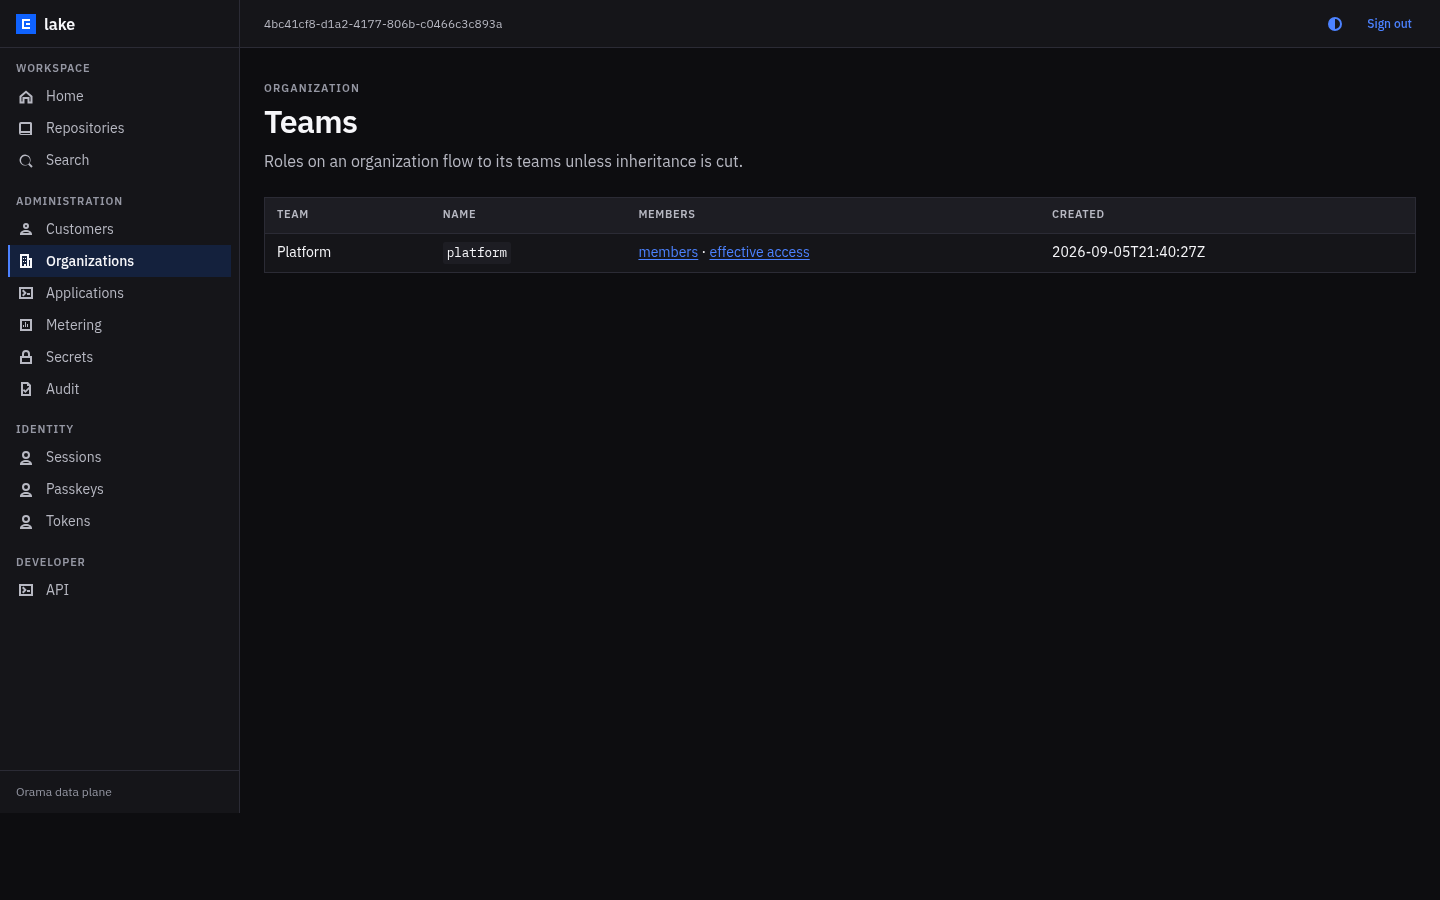 lake
4bc41cf8-d1a2-4177-806b-c0466c3c893a
Sign out
WORKSPACE
Home
Repositories
Search
ADMINISTRATION
Customers
Organizations
Applications
Metering
Secrets
Audit
IDENTITY
Sessions
Passkeys
Tokens
DEVELOPER
API
Orama data plane
ORGANIZATION
Teams
Roles on an organization flow to its teams unless inheritance is cut.
TEAM NAME MEMBERS CREATED
Platform platform members · effective access 2026-09-05T21:40:27Z